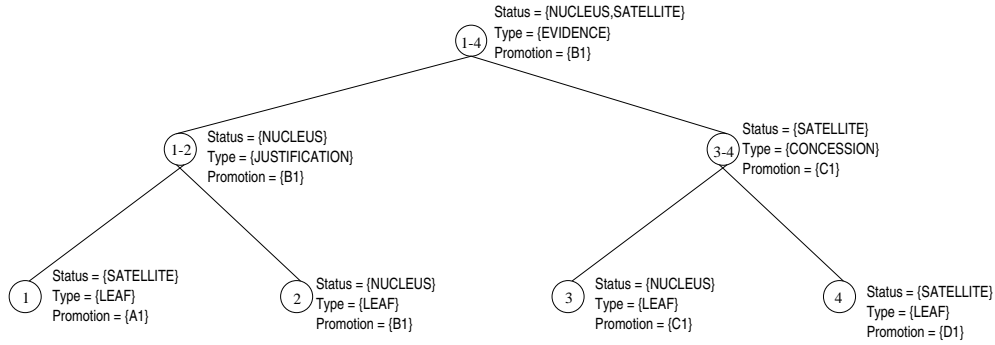 Status = {NUCLEUS,SATELLITE}
1-4
Type = {EVIDENCE}
Promotion = {B1}
1-2
Status = {NUCLEUS}
Type = {JUSTIFICATION}
Promotion = {B1}
3-4
Status = {SATELLITE}
Type = {CONCESSION}
Promotion = {C1}
1
Status = {SATELLITE}
Type = {LEAF}
Promotion = {A1}
2
Status = {NUCLEUS}
Type = {LEAF}
Promotion = {B1}
3
Status = {NUCLEUS}
Type = {LEAF}
Promotion = {C1}
4
Status = {SATELLITE}
Type = {LEAF}
Promotion = {D1}